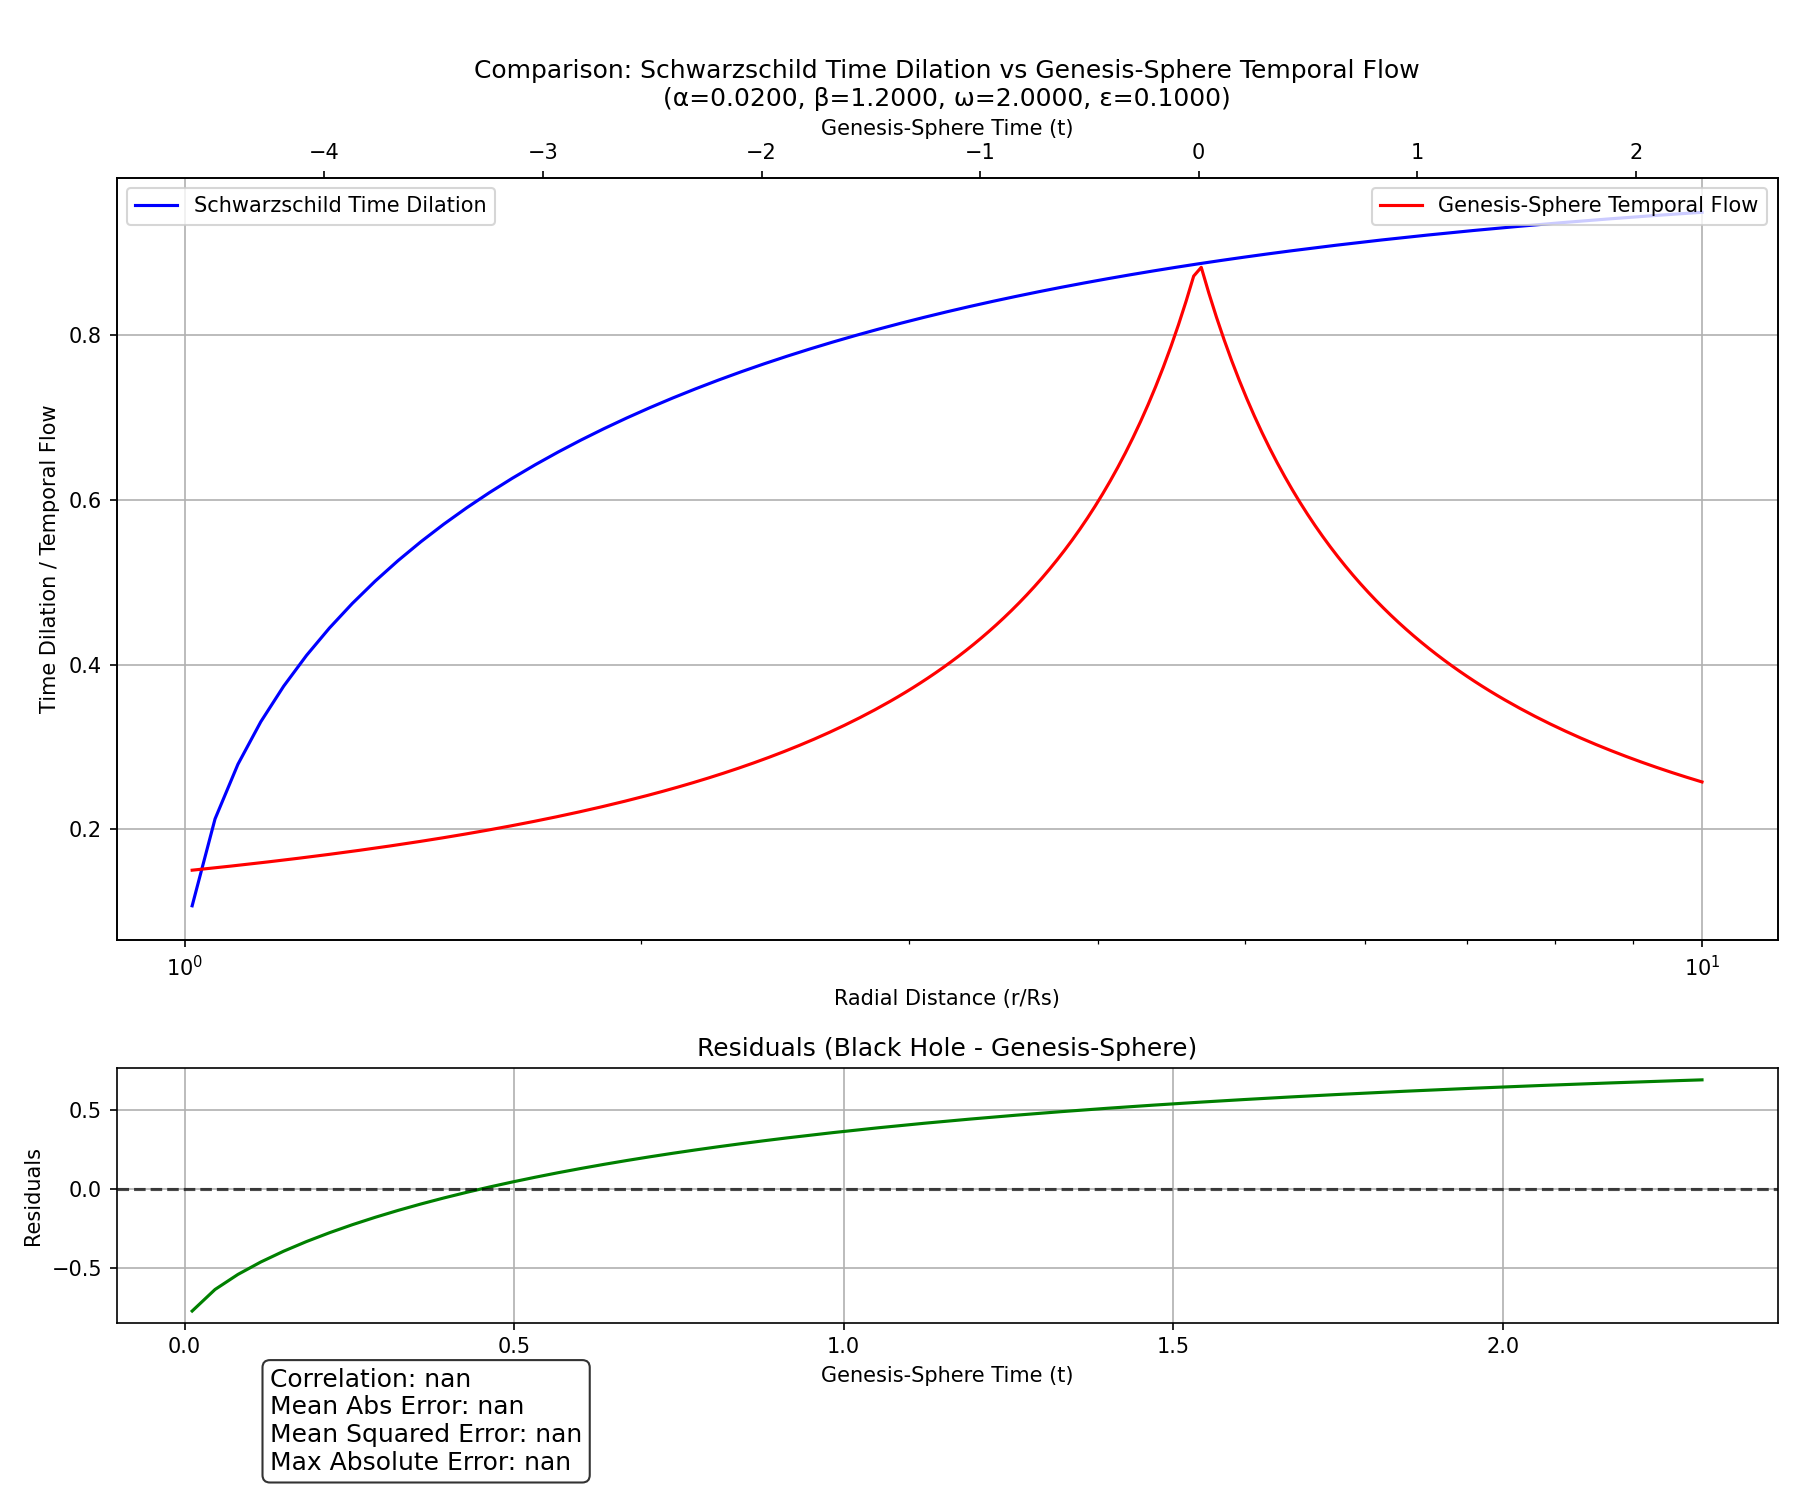 Comparison: Schwarzschild Time Dilation vs Genesis-Sphere Temporal Flow
(α=0.0200, β=1.2000, ω=2.0000, ε=0.1000)
Genesis-Sphere Time (t)
−4 −3 −2 −1 0 1 2
Schwarzschild Time Dilation
Genesis-Sphere Temporal Flow
Time Dilation / Temporal Flow
0.8
0.6
0.4
0.2
10⁰ 10¹
Radial Distance (r/Rs)
Residuals (Black Hole - Genesis-Sphere)
Residuals
0.5
0.0
−0.5
0.0 0.5 1.0 1.5 2.0
Genesis-Sphere Time (t)
Correlation: nan
Mean Abs Error: nan
Mean Squared Error: nan
Max Absolute Error: nan